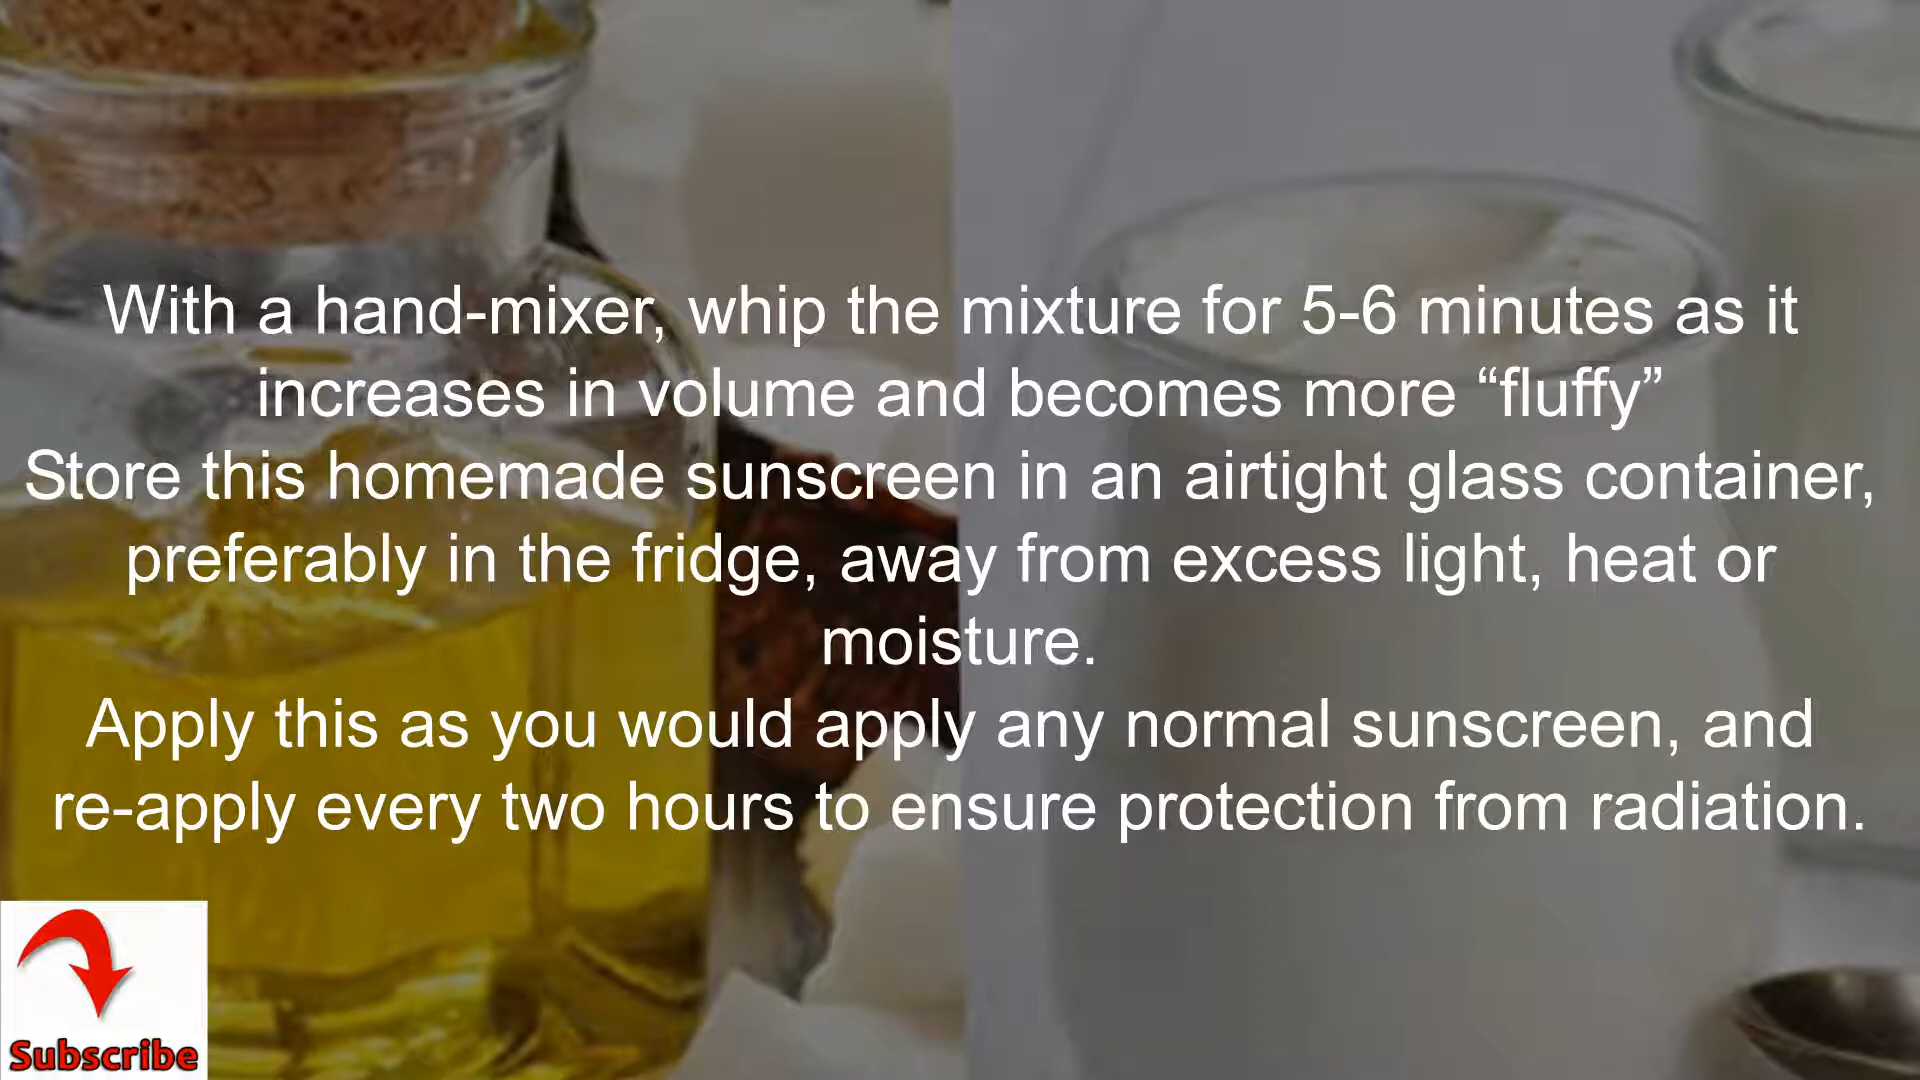 With a hand-mixer, whip the mixture for 5-6 minutes as it
increases in volume and becomes more “fluffy”
Store this homemade sunscreen in an airtight glass container,
preferably in the fridge, away from excess light, heat or
moisture.
Apply this as you would apply any normal sunscreen, and
re-apply every two hours to ensure protection from radiation.
Subscribe